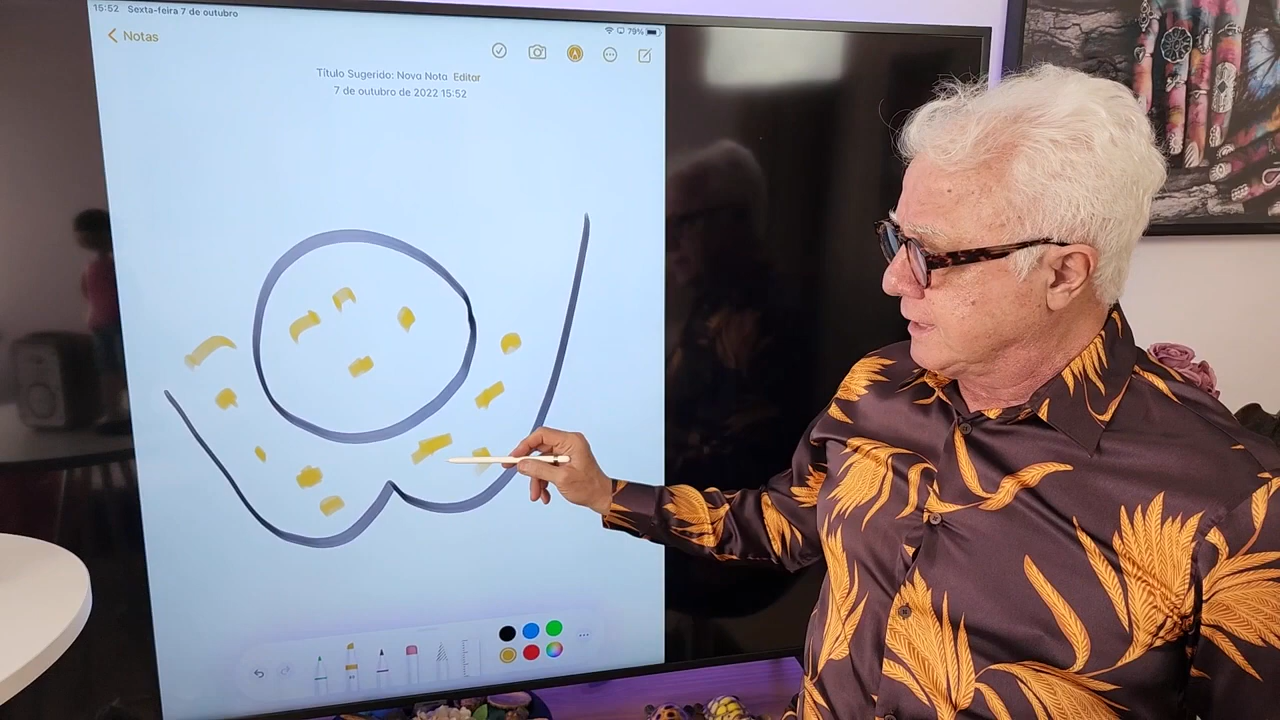 15:52 Sexta-feira 7 de outubro
79%
Notas
Título Sugerido: Nova Nota Editar
7 de outubro de 2022 15:52